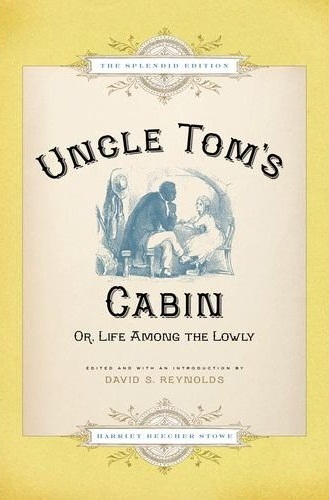 THE SPLENDID EDITION
UNCLE TOM'S
CABIN
OR, LIFE AMONG THE LOWLY
EDITED AND WITH AN INTRODUCTION BY
DAVID S. REYNOLDS
HARRIET BEECHER STOWE